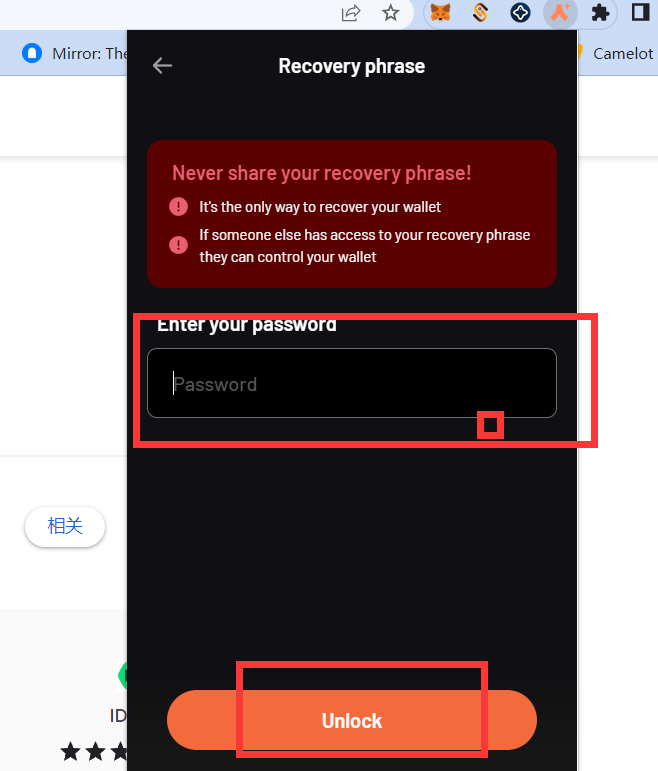 Mirror: The
Camelot
Recovery phrase
Never share your recovery phrase!
It's the only way to recover your wallet
If someone else has access to your recovery phrase
they can control your wallet
Enter your password
Password
相关
ID
Unlock